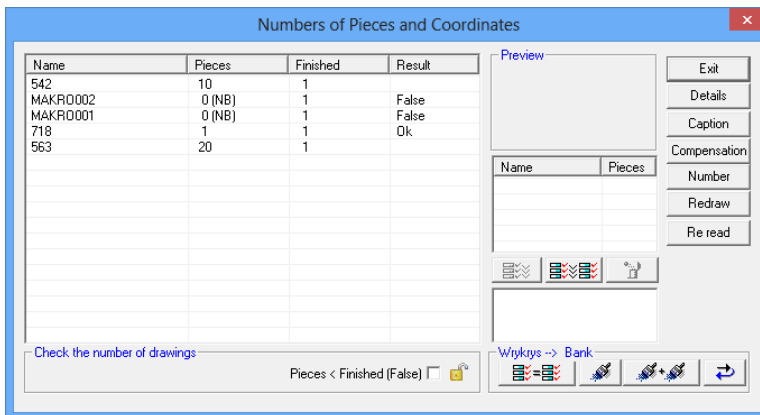 Numbers of Pieces and Coordinates
Name Pieces Finished Result
542 10 1
MAKRO002 0 (NB) 1 False
MAKRO001 0 (NB) 1 False
718 1 1 Ok
563 20 1
Check the number of drawings
Pieces < Finished (False)
Preview
Name Pieces
Wrykrys --> Bank
Exit
Details
Caption
Compensation
Number
Redraw
Re read